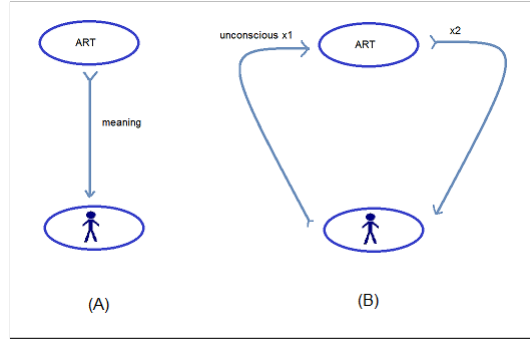 ART
meaning
(A)
unconscious x1
ART
x2
(B)